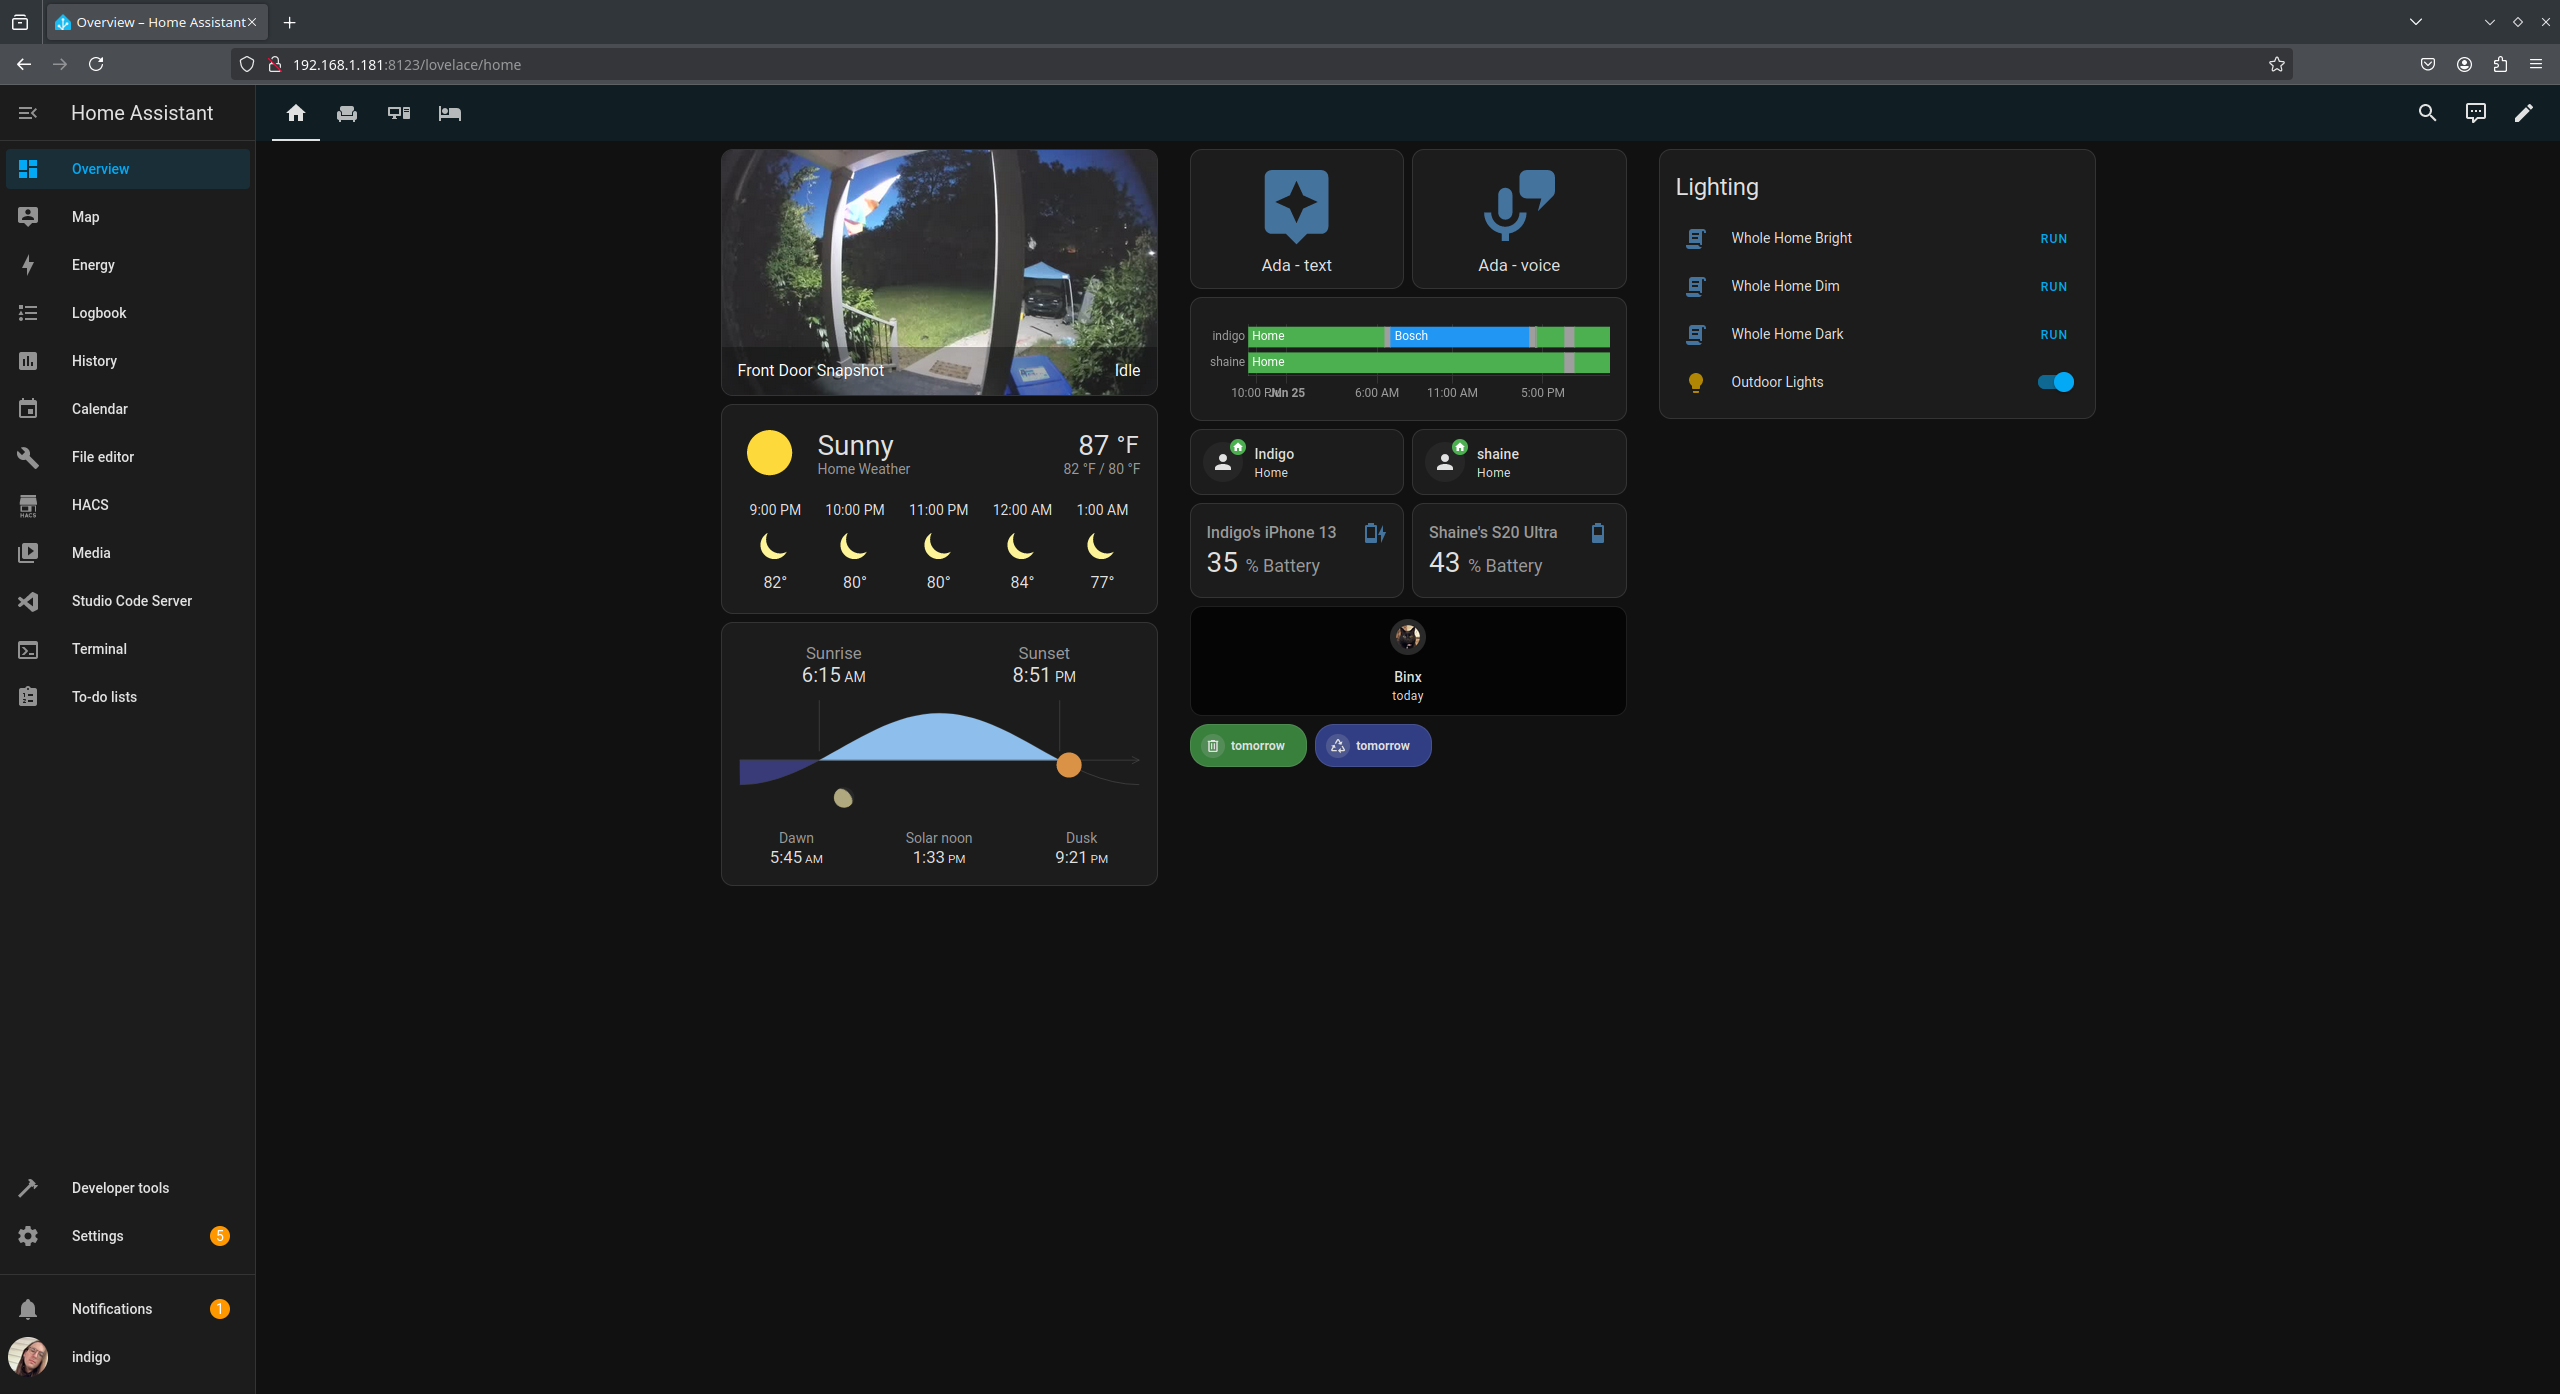 Overview – Home Assistant
192.168.1.181:8123/lovelace/home
Home Assistant
Overview
Map
Energy
Logbook
History
Calendar
File editor
HACS
HACS
Media
Studio Code Server
Terminal
To-do lists
Developer tools
Settings 5
Notifications 1
indigo
Front Door Snapshot Idle
Sunny 87 °F
Home Weather 82 °F / 80 °F
9:00 PM 10:00 PM 11:00 PM 12:00 AM 1:00 AM
82° 80° 80° 84° 77°
Sunrise Sunset
6:15 AM 8:51 PM
Dawn Solar noon Dusk
5:45 AM 1:33 PM 9:21 PM
Ada - text Ada - voice
indigo Home Bosch
shaine Home
10:00 PM Jun 25 6:00 AM 11:00 AM 5:00 PM
Indigo shaine
Home Home
Indigo's iPhone 13 Shaine's S20 Ultra
35 % Battery 43 % Battery
Binx
today
tomorrow tomorrow
Lighting
Whole Home Bright RUN
Whole Home Dim RUN
Whole Home Dark RUN
Outdoor Lights